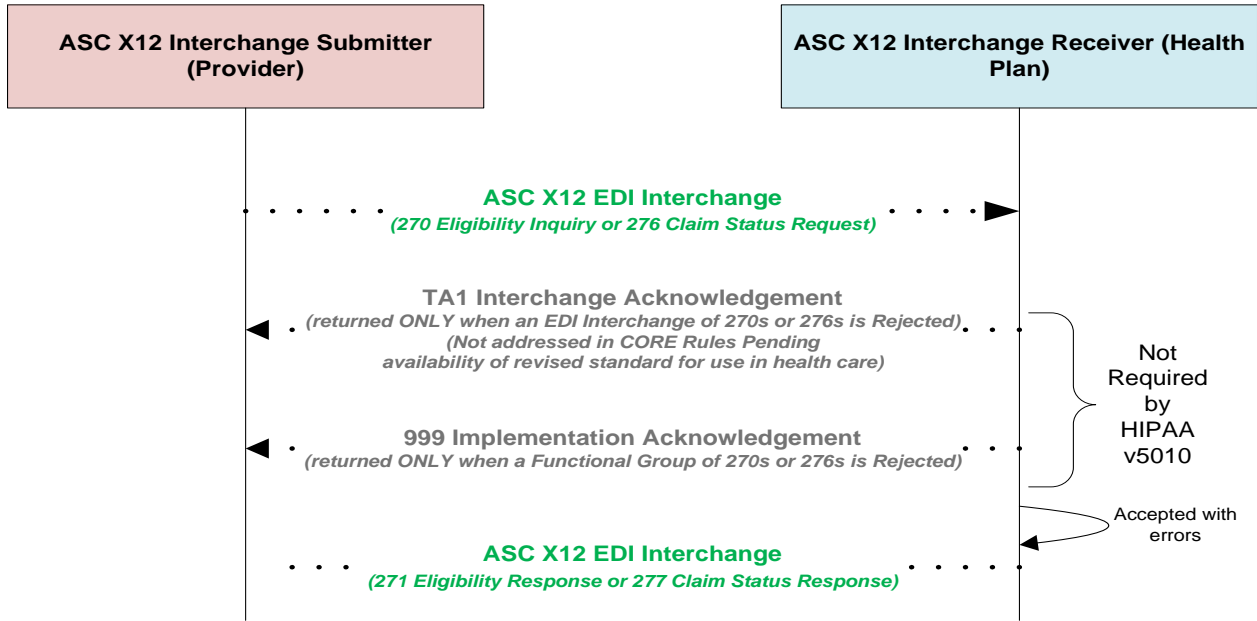 ASC X12 Interchange Submitter
(Provider)
ASC X12 Interchange Receiver (Health
Plan)
ASC X12 EDI Interchange
(270 Eligibility Inquiry or 276 Claim Status Request)
TA1 Interchange Acknowledgement
(returned ONLY when an EDI Interchange of 270s or 276s is Rejected)
(Not addressed in CORE Rules Pending
availability of revised standard for use in health care)
Not
Required
by
HIPAA
v5010
999 Implementation Acknowledgement
(returned ONLY when a Functional Group of 270s or 276s is Rejected)
Accepted with
errors
ASC X12 EDI Interchange
(271 Eligibility Response or 277 Claim Status Response)